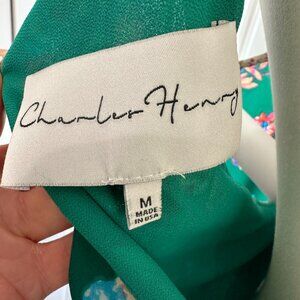 Charles Henry
M
MADE
IN USA